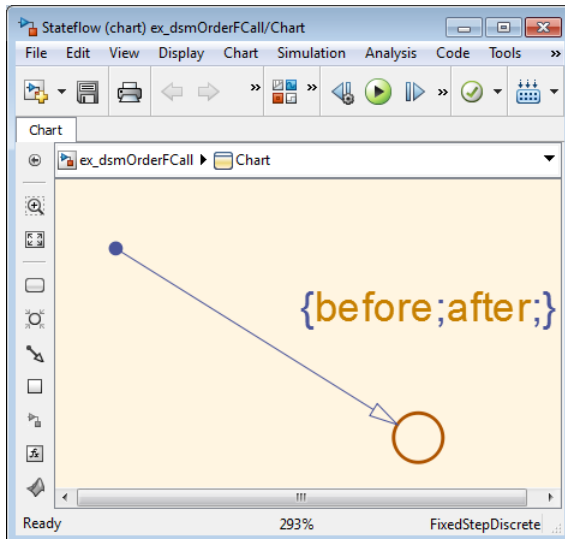 Stateflow (chart) ex_dsmOrderFCall/Chart
File Edit View Display Chart Simulation Analysis Code Tools »
» »  »
Chart
ex_dsmOrderFCall Chart
{before;after;}
fx
Ready 293% FixedStepDiscrete